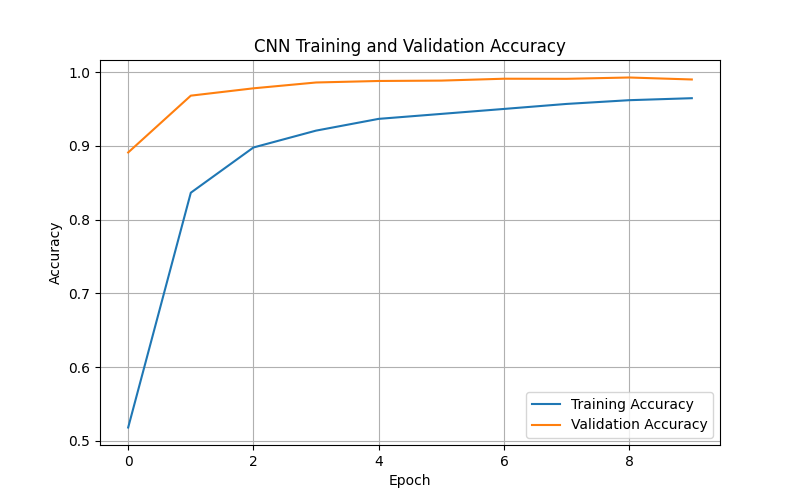 CNN Training and Validation Accuracy
1.0
0.9
0.8
0.7
0.6
0.5
Accuracy
0
2
4
6
8
Epoch
Training Accuracy
Validation Accuracy